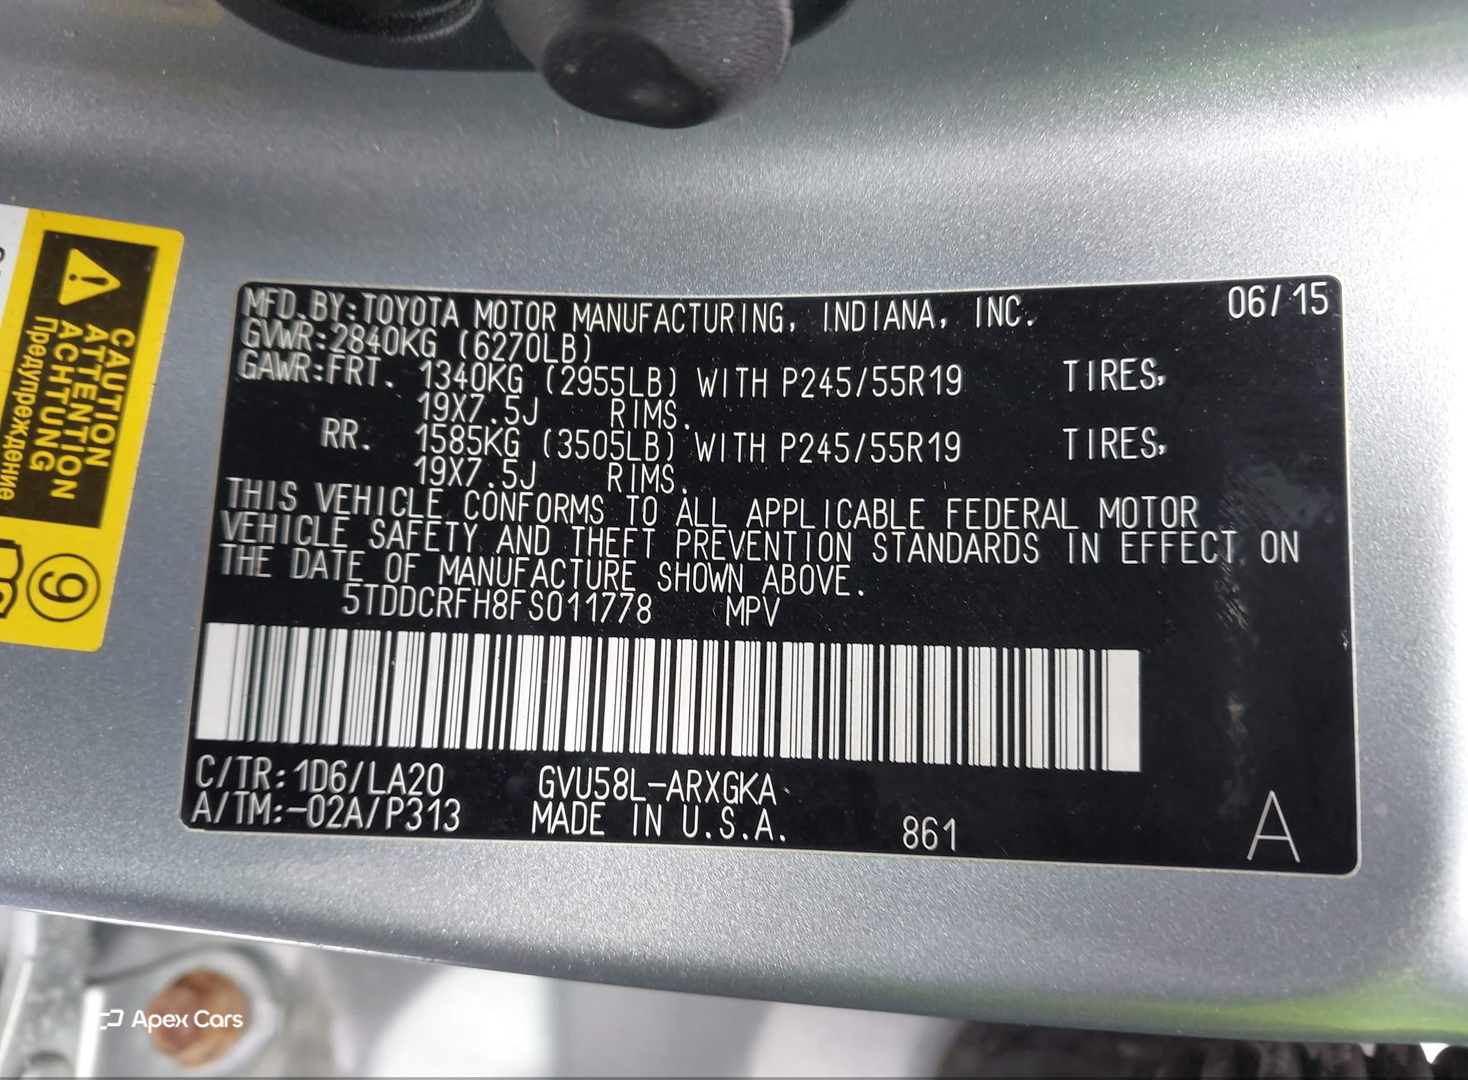 MFD.BY:TOYOTA MOTOR MANUFACTURING, INDIANA, INC. 06/15
GVWR:2840KG (6270LB)
GAWR:FRT. 1340KG (2955LB) WITH P245/55R19 TIRES,
19X7.5J RIMS.
RR. 1585KG (3505LB) WITH P245/55R19 TIRES,
19X7.5J RIMS.
THIS VEHICLE CONFORMS TO ALL APPLICABLE FEDERAL MOTOR
VEHICLE SAFETY AND THEFT PREVENTION STANDARDS IN EFFECT ON
THE DATE OF MANUFACTURE SHOWN ABOVE.
5TDDCRFH8FS011778 MPV
C/TR:1D6/LA20 GVU58L-ARXGKA
A/TM:-02A/P313 MADE IN U.S.A. 861 A
CAUTION
ATTENTION
ACHTUNG
Предупреждение
9
Apex Cars